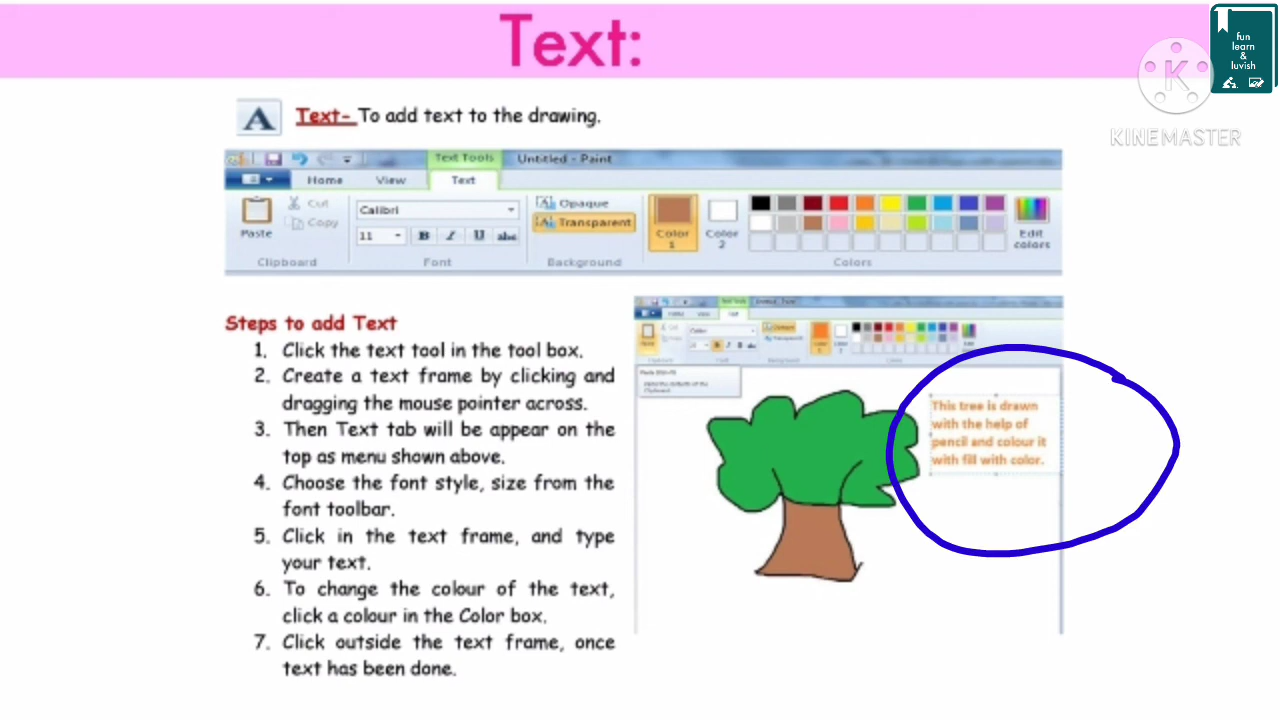 Text:
fun
learn
&
luvish
KINEMASTER
A Text- To add text to the drawing.
Text Tools Untitled - Paint
Home View Text
Paste
Cut
Copy
Clipboard
Calibri
11 B I U abc
Font
Opaque
Transparent
Background
Color
1
Color
2
Edit
colors
Colors
Steps to add Text
1. Click the text tool in the tool box.
2. Create a text frame by clicking and
dragging the mouse pointer across.
3. Then Text tab will be appear on the
top as menu shown above.
4. Choose the font style, size from the
font toolbar.
5. Click in the text frame, and type
your text.
6. To change the colour of the text,
click a colour in the Color box.
7. Click outside the text frame, once
text has been done.
This tree is drawn
with the help of
pencil and colour it
with fill with color.